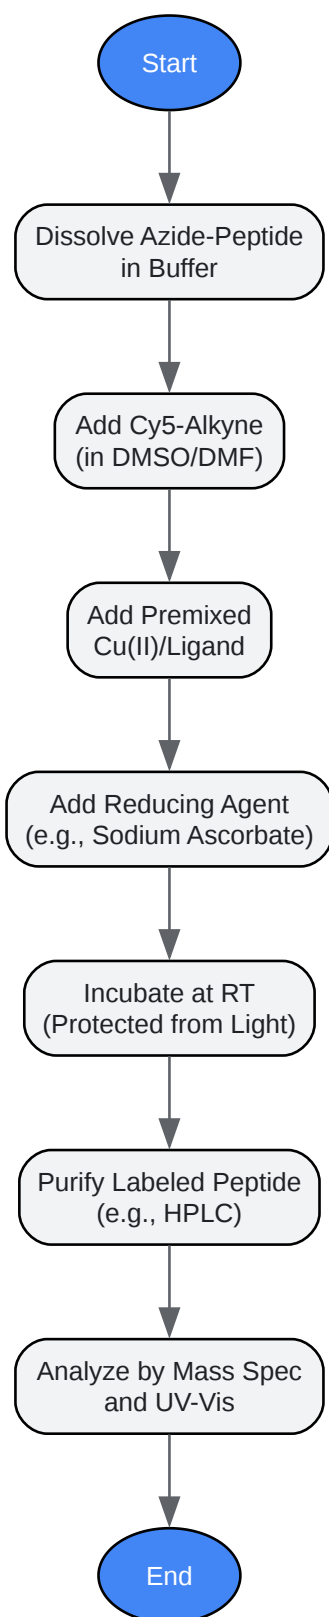 Start
Dissolve Azide-Peptide
in Buffer
Add Cy5-Alkyne
(in DMSO/DMF)
Add Premixed
Cu(II)/Ligand
Add Reducing Agent
(e.g., Sodium Ascorbate)
Incubate at RT
(Protected from Light)
Purify Labeled Peptide
(e.g., HPLC)
Analyze by Mass Spec
and UV-Vis
End